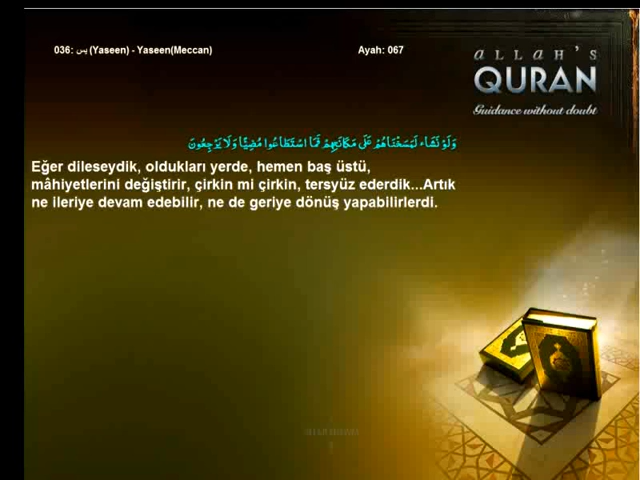 036: يس (Yaseen) - Yaseen(Meccan) Ayah: 067
ALLAH'S
QURAN
Guidance without doubt
وَلَوْ نَشَاء لَمَسَخْنَاهُمْ عَلَى مَكَانَتِهِمْ فَمَا اسْتَطَاعُوا مُضِيًّا وَلَا يَرْجِعُونَ
Eğer dileseydik, oldukları yerde, hemen baş üstü,
mâhiyetlerini değiştirir, çirkin mi çirkin, tersyüz ederdik...Artık
ne ileriye devam edebilir, ne de geriye dönüş yapabilirlerdi.